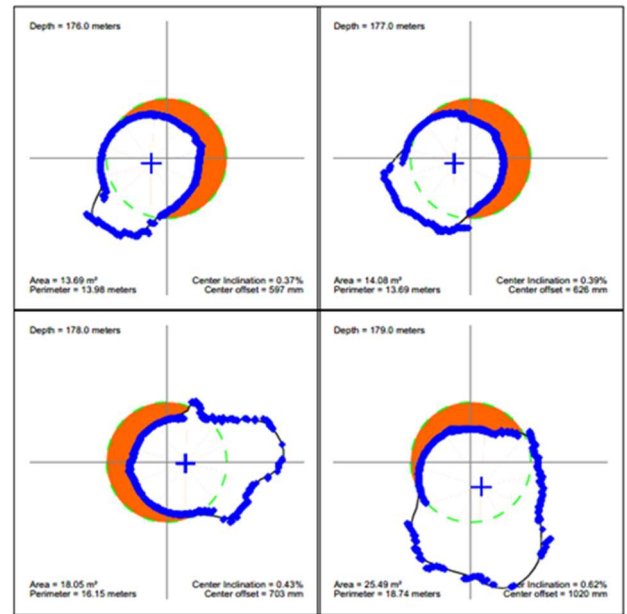 Depth = 176.0 meters
Area = 13.69 m²
Perimeter = 13.98 meters
Center Inclination = 0.37%
Center offset = 597 mm
Depth = 177.0 meters
Area = 14.08 m²
Perimeter = 13.69 meters
Center Inclination = 0.39%
Center offset = 626 mm
Depth = 178.0 meters
Area = 18.05 m²
Perimeter = 16.15 meters
Center Inclination = 0.43%
Center offset = 703 mm
Depth = 179.0 meters
Area = 25.49 m²
Perimeter = 18.74 meters
Center Inclination = 0.62%
Center offset = 1020 mm